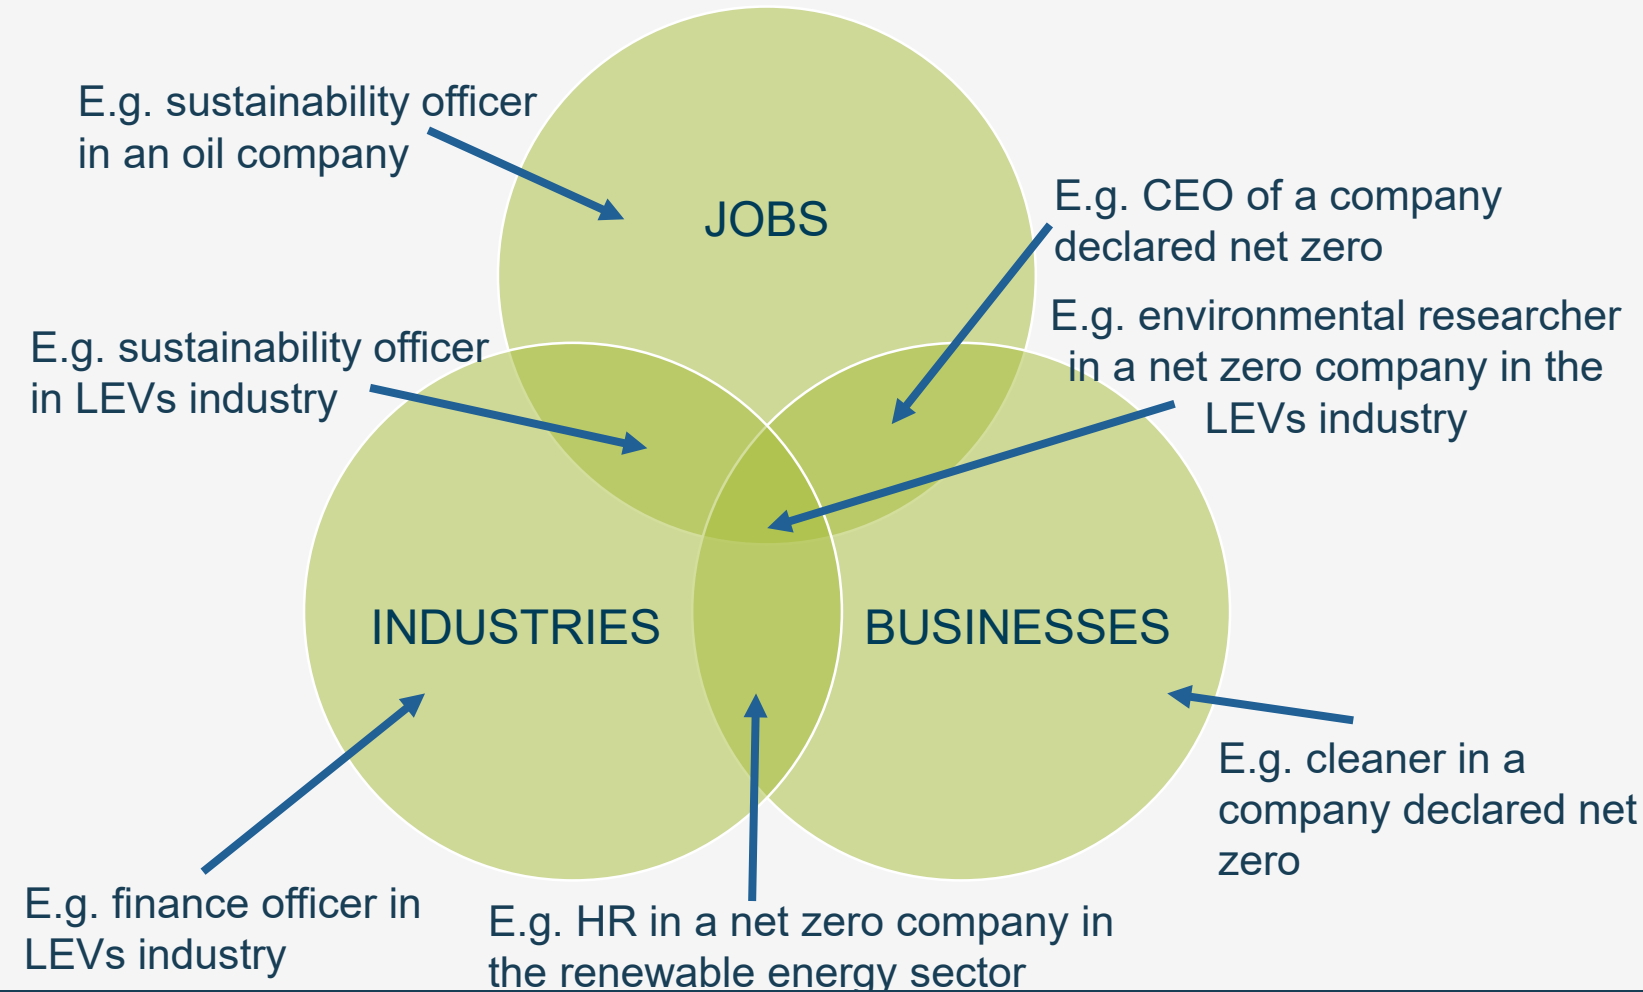 E.g. sustainability officer
in an oil company
JOBS
E.g. CEO of a company
declared net zero
E.g. environmental researcher
in a net zero company in the
LEVs industry
E.g. sustainability officer
in LEVs industry
INDUSTRIES
BUSINESSES
E.g. cleaner in a
company declared net
zero
E.g. finance officer in
LEVs industry
E.g. HR in a net zero company in
the renewable energy sector